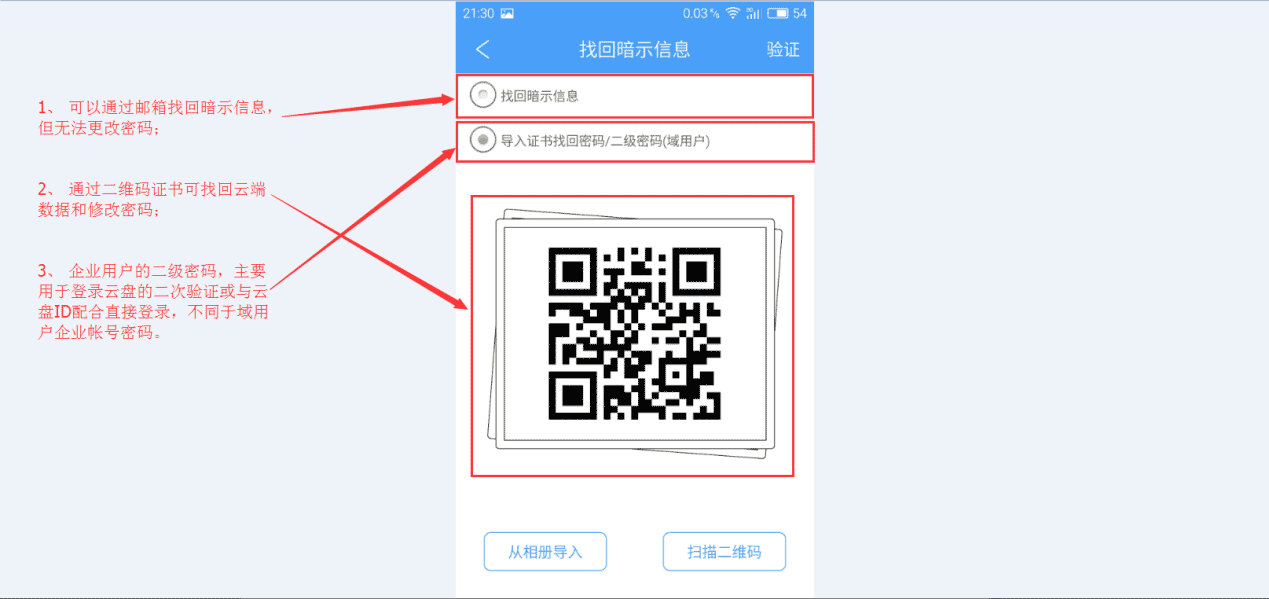 21:30 0.03 ⅍ 54
找回暗示信息 验证
找回暗示信息
导入证书找回密码/二级密码(域用户)
1、 可以通过邮箱找回暗示信息，
但无法更改密码；
2、 通过二维码证书可找回云端
数据和修改密码；
3、 企业用户的二级密码，主要
用于登录云盘的二次验证或与云
盘ID配合直接登录，不同于域用
户企业帐号密码。
从相册导入 扫描二维码